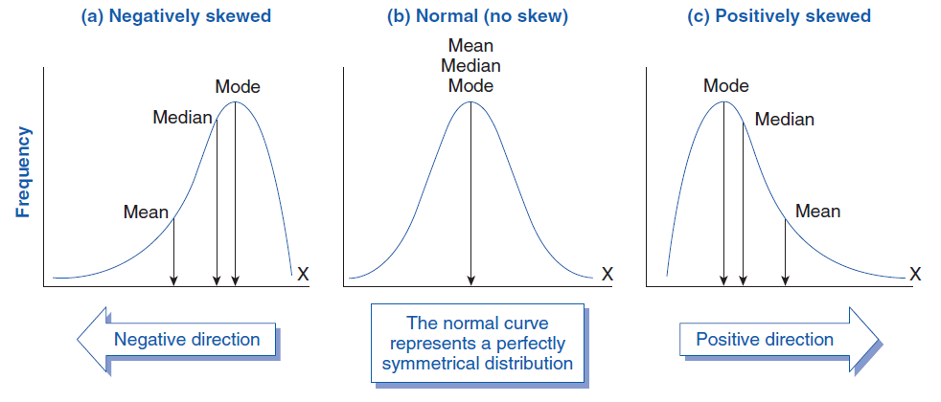 (a) Negatively skewed
(b) Normal (no skew)
(c) Positively skewed
Frequency
Mode
Median
Mean
X
Mean
Median
Mode
X
Mode
Median
Mean
X
Negative direction
The normal curve
represents a perfectly
symmetrical distribution
Positive direction